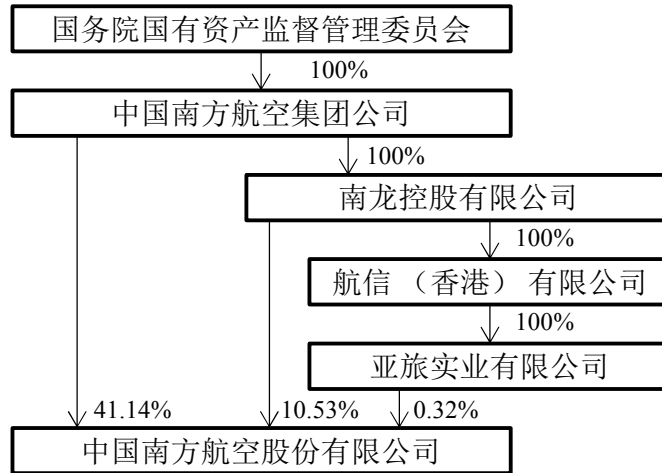 国务院国有资产监督管理委员会
100%
中国南方航空集团公司
100%
南龙控股有限公司
100%
航信 （香港） 有限公司
100%
亚旅实业有限公司
41.14%
10.53%
0.32%
中国南方航空股份有限公司